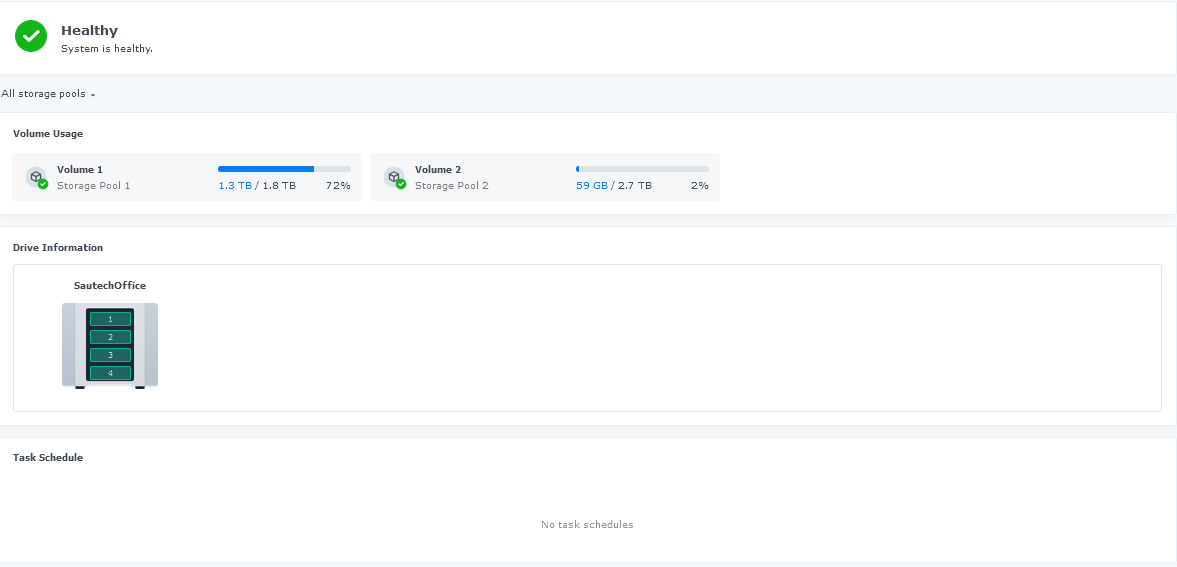 Healthy
System is healthy.
All storage pools
Volume Usage
Volume 1
Storage Pool 1
1.3 TB / 1.8 TB
72%
Volume 2
Storage Pool 2
59 GB / 2.7 TB
2%
Drive Information
SautechOffice
1
2
3
4
Task Schedule
No task schedules